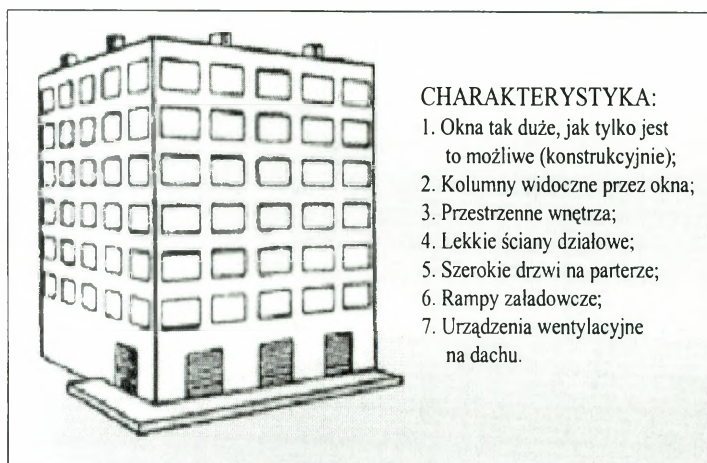 CHARAKTERYSTYKA:
1. Okna tak duże, jak tylko jest
to możliwe (konstrukcyjnie);
2. Kolumny widoczne przez okna;
3. Przestrzenne wnętrza;
4. Lekkie ściany działowe;
5. Szerokie drzwi na parterze;
6. Rampy załadowcze;
7. Urządzenia wentylacyjne
na dachu.